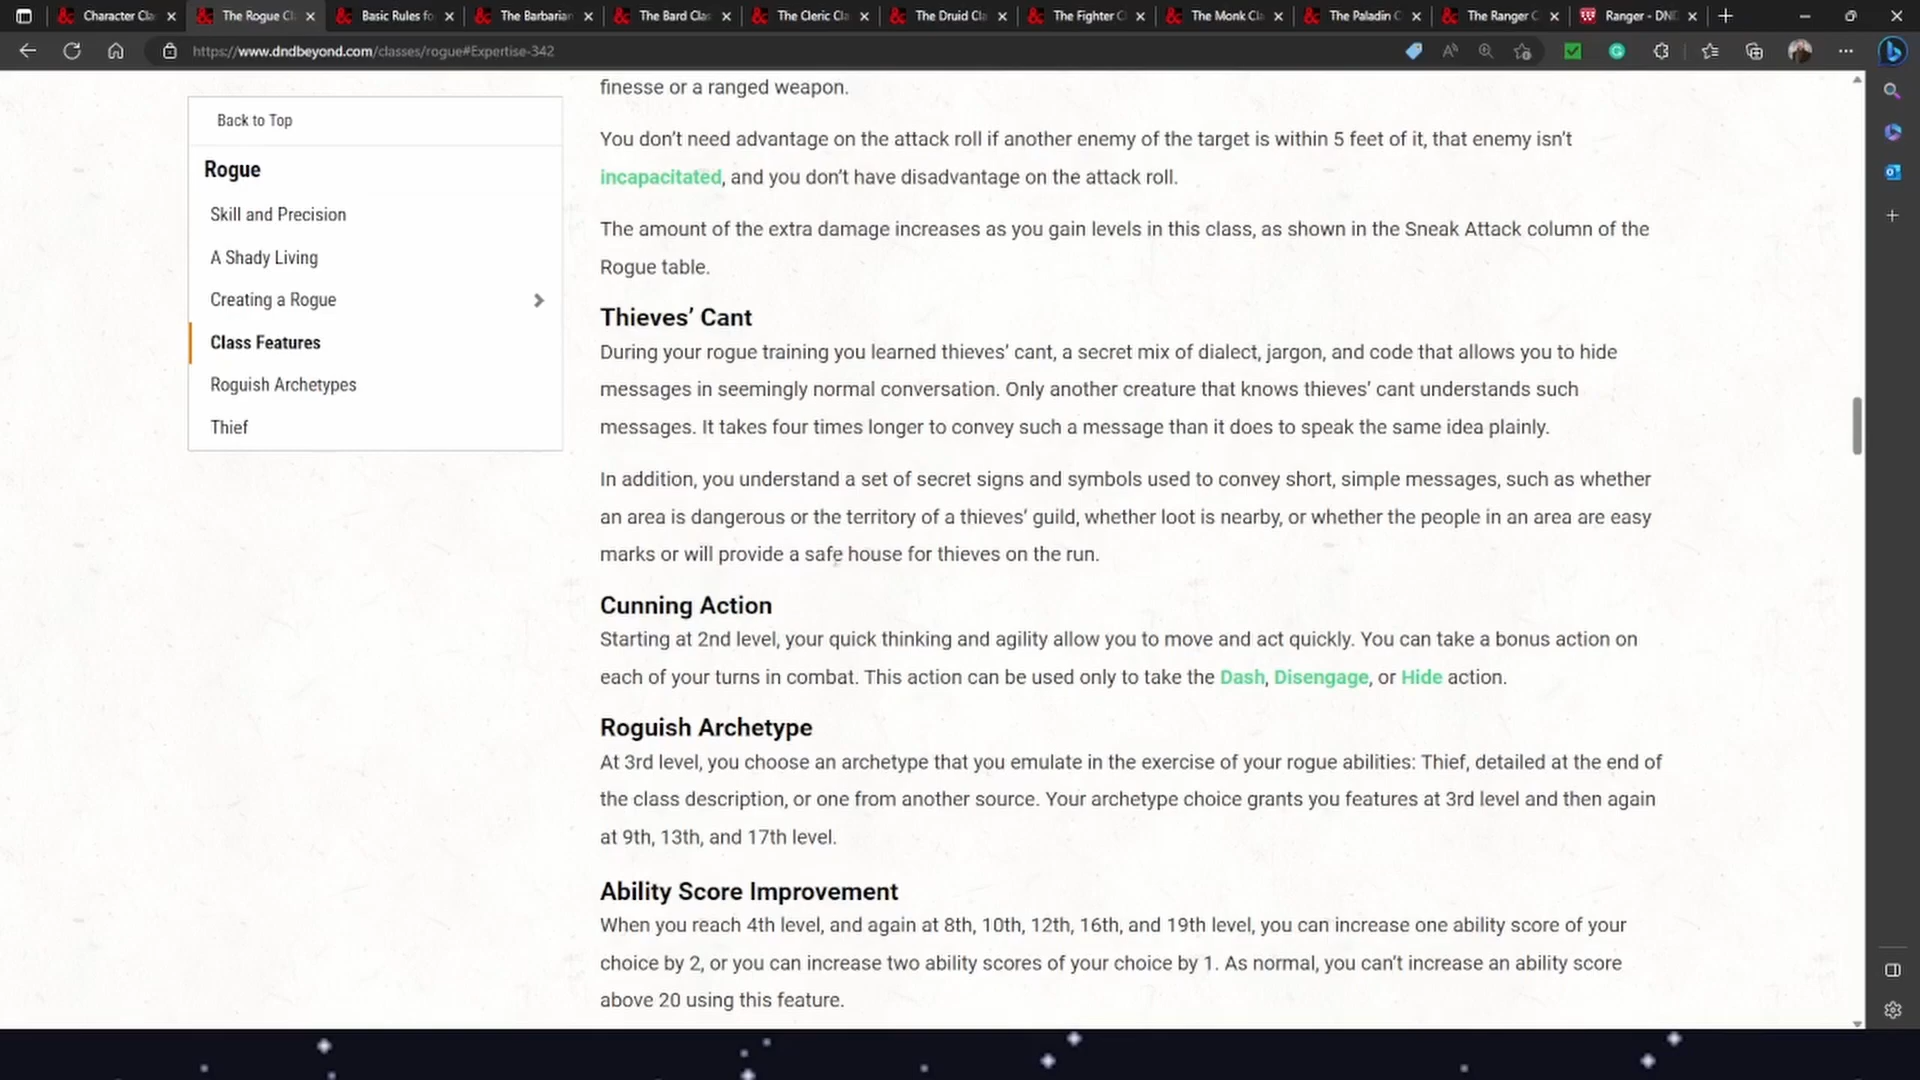 Character Cla
The Rogue Cl
Basic Rules fo
The Barbarian
The Bard Clas
The Cleric Cla
The Druid Cla
The Fighter C
The Monk Cla
The Paladin C
The Ranger C
Ranger - DND
https://www.dndbeyond.com/classes/rogue#Expertise-342
Back to Top
Rogue
Skill and Precision
A Shady Living
Creating a Rogue
Class Features
Roguish Archetypes
Thief
finesse or a ranged weapon.
You don’t need advantage on the attack roll if another enemy of the target is within 5 feet of it, that enemy isn’t
incapacitated, and you don’t have disadvantage on the attack roll.
The amount of the extra damage increases as you gain levels in this class, as shown in the Sneak Attack column of the
Rogue table.
Thieves’ Cant
During your rogue training you learned thieves’ cant, a secret mix of dialect, jargon, and code that allows you to hide
messages in seemingly normal conversation. Only another creature that knows thieves’ cant understands such
messages. It takes four times longer to convey such a message than it does to speak the same idea plainly.
In addition, you understand a set of secret signs and symbols used to convey short, simple messages, such as whether
an area is dangerous or the territory of a thieves’ guild, whether loot is nearby, or whether the people in an area are easy
marks or will provide a safe house for thieves on the run.
Cunning Action
Starting at 2nd level, your quick thinking and agility allow you to move and act quickly. You can take a bonus action on
each of your turns in combat. This action can be used only to take the Dash, Disengage, or Hide action.
Roguish Archetype
At 3rd level, you choose an archetype that you emulate in the exercise of your rogue abilities: Thief, detailed at the end of
the class description, or one from another source. Your archetype choice grants you features at 3rd level and then again
at 9th, 13th, and 17th level.
Ability Score Improvement
When you reach 4th level, and again at 8th, 10th, 12th, 16th, and 19th level, you can increase one ability score of your
choice by 2, or you can increase two ability scores of your choice by 1. As normal, you can’t increase an ability score
above 20 using this feature.